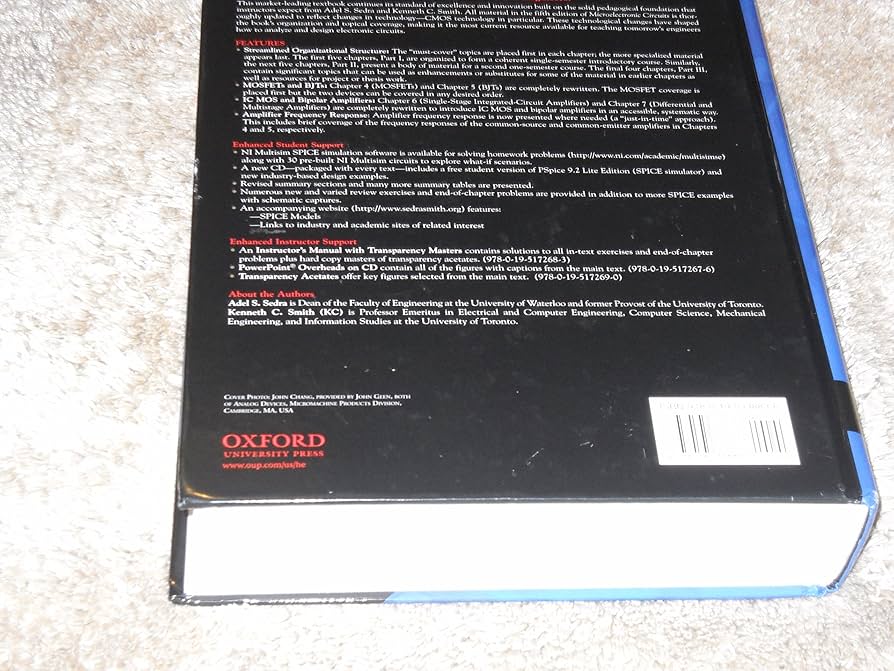 This market-leading textbook continues its standard of excellence and innovation built on the solid pedagogical foundation that
instructors expect from Adel S. Sedra and Kenneth C. Smith. All material in the fifth edition of Microelectronic Circuits is thor-
oughly updated to reflect changes in technology—CMOS technology in particular. These technological changes have shaped
the book's organization and topical coverage, making it the most current resource available for teaching tomorrow's engineers
how to analyze and design electronic circuits.
FEATURES
• Streamlined Organizational Structure: The "must-cover" topics are placed first in each chapter; the more specialized material
appears last. The first five chapters, Part I, are organized to form a coherent single-semester introductory course. Similarly,
the next five chapters, Part II, present a body of material for a second one-semester course. The final four chapters, Part III,
contain significant topics that can be used as enhancements or substitutes for some of the material in earlier chapters as
well as resources for project or thesis work.
• MOSFETs and BJTs: Chapter 4 (MOSFETs) and Chapter 5 (BJTs) are completely rewritten. The MOSFET coverage is
placed first but the two devices can be covered in any desired order.
• IC MOS and Bipolar Amplifiers: Chapter 6 (Single-Stage Integrated-Circuit Amplifiers) and Chapter 7 (Differential and
Multistage Amplifiers) are completely rewritten to introduce IC MOS and bipolar amplifiers in an accessible, systematic way.
• Amplifier Frequency Response: Amplifier frequency response is now presented where needed (a "just-in-time" approach).
This includes brief coverage of the frequency responses of the common-source and common-emitter amplifiers in Chapters
4 and 5, respectively.
Enhanced Student Support
• NI Multisim SPICE simulation software is available for solving homework problems (http://www.ni.com/academic/multisimse)
along with 30 pre-built NI Multisim circuits to explore what-if scenarios.
• A new CD—packaged with every text—includes a free student version of PSpice 9.2 Lite Edition (SPICE simulator) and
new industry-based design examples.
• Revised summary sections and many more summary tables are presented.
• Numerous new and varied review exercises and end-of-chapter problems are provided in addition to more SPICE examples
with schematic captures.
• An accompanying website (http://www.sedrasmith.org) features:
—SPICE Models
—Links to industry and academic sites of related interest
Enhanced Instructor Support
• An Instructor's Manual with Transparency Masters contains solutions to all in-text exercises and end-of-chapter
problems plus hard copy masters of transparency acetates. (978-0-19-517268-3)
• PowerPoint® Overheads on CD contain all of the figures with captions from the main text. (978-0-19-517267-6)
• Transparency Acetates offer key figures selected from the main text. (978-0-19-517269-0)
About the Authors
Adel S. Sedra is Dean of the Faculty of Engineering at the University of Waterloo and former Provost of the University of Toronto.
Kenneth C. Smith (KC) is Professor Emeritus in Electrical and Computer Engineering, Computer Science, Mechanical
Engineering, and Information Studies at the University of Toronto.
Cover Photo: John Chang, provided by John Geen, both
of Analog Devices, Micromachine Products Division,
Cambridge, MA, USA
OXFORD
UNIVERSITY PRESS
www.oup.com/us/he